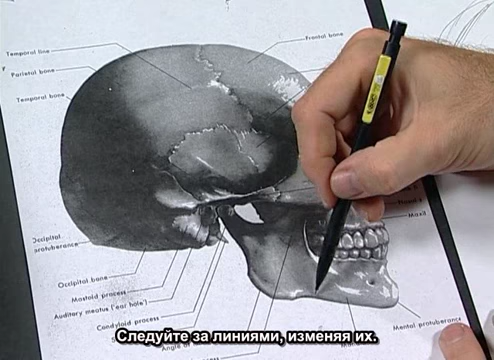 Temporal line
Frontal bone
Parietal bone
Temporal bone
Occipital
protuberance
Occipital bone
Mastoid process
Auditory meatus ('ear hole')
Condyloid process
Mental protuberance
Следуйте за линиями, изменяя их.